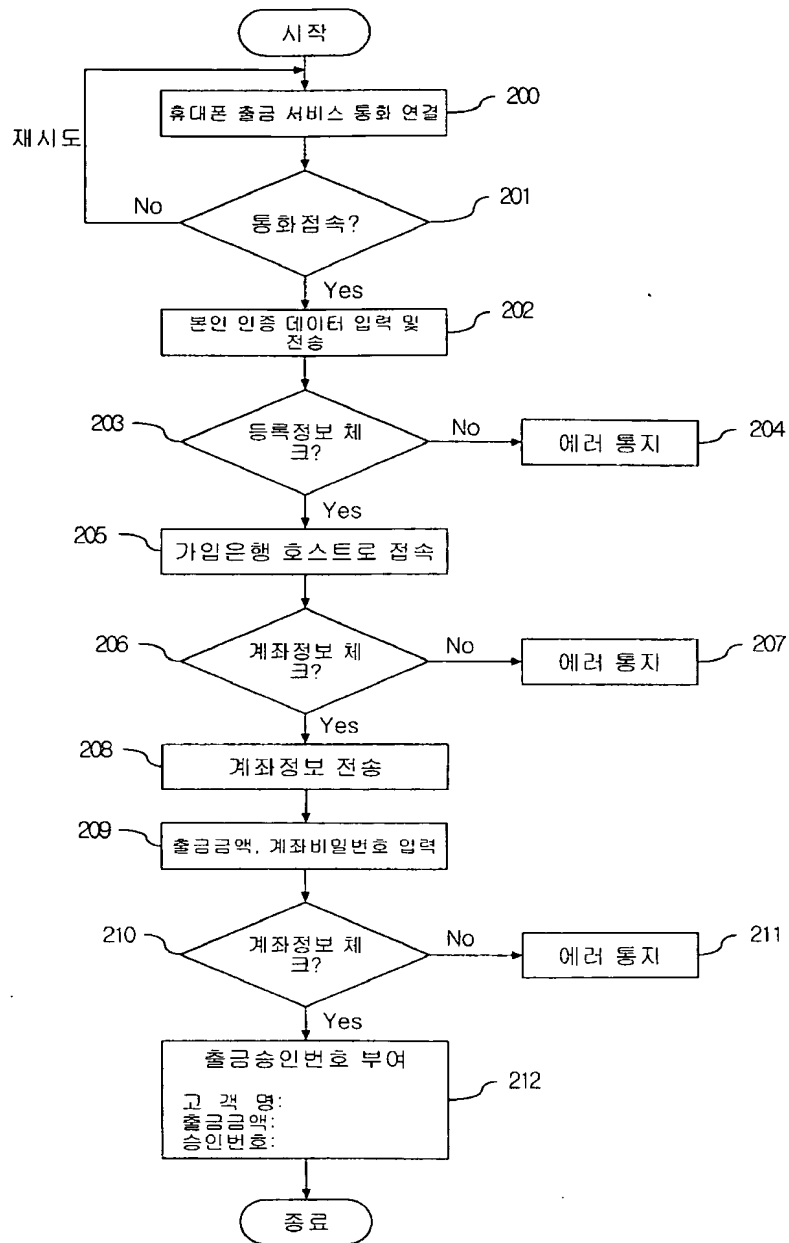 시작
휴대폰 출금 서비스 통화 연결
200
재시도
No
통화접속?
201
Yes
본인 인증 데이터 입력 및
전송
202
203
등록정보 체
크?
No
에러 통지
204
Yes
205
가입은행 호스트로 접속
206
계좌정보 체
크?
No
에러 통지
207
Yes
208
계좌정보 전송
209
출금금액, 계좌비밀번호 입력
210
계좌정보 체
크?
No
에러 통지
211
Yes
출금승인번호 부여
212
고 객 명:
출금금액:
승인번호:
종료